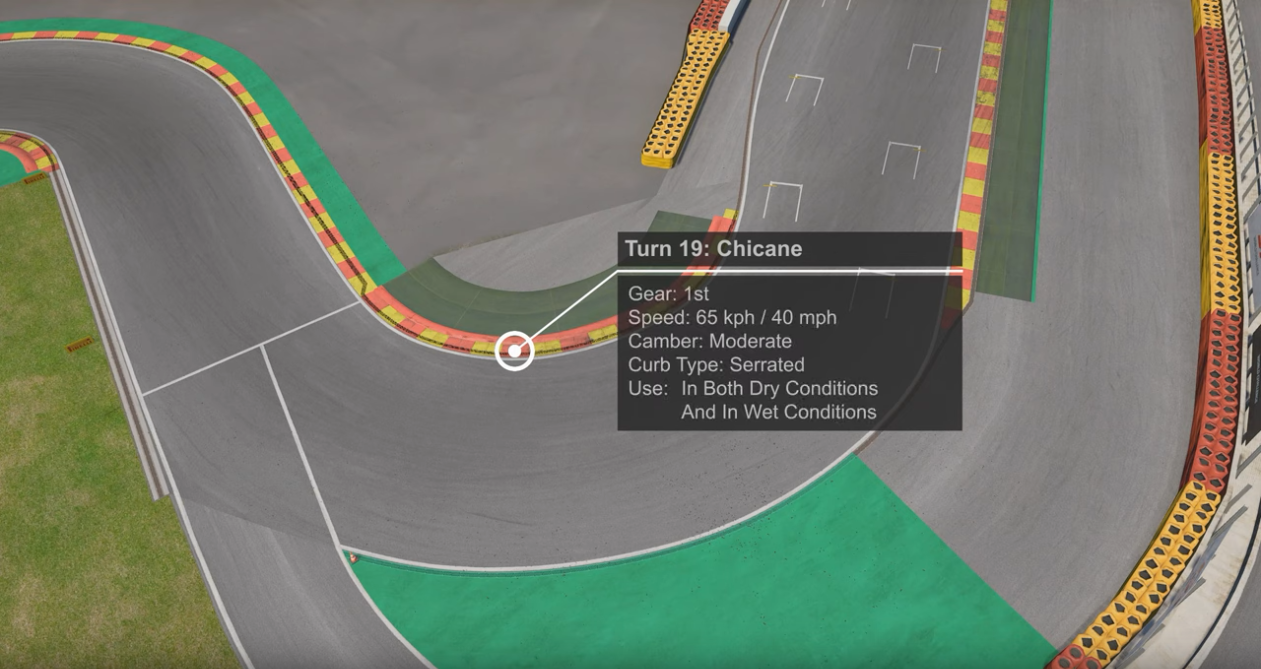 Turn 19: Chicane
Gear: 1st
Speed: 65 kph / 40 mph
Camber: Moderate
Curb Type: Serrated
Use: In Both Dry Conditions
And In Wet Conditions